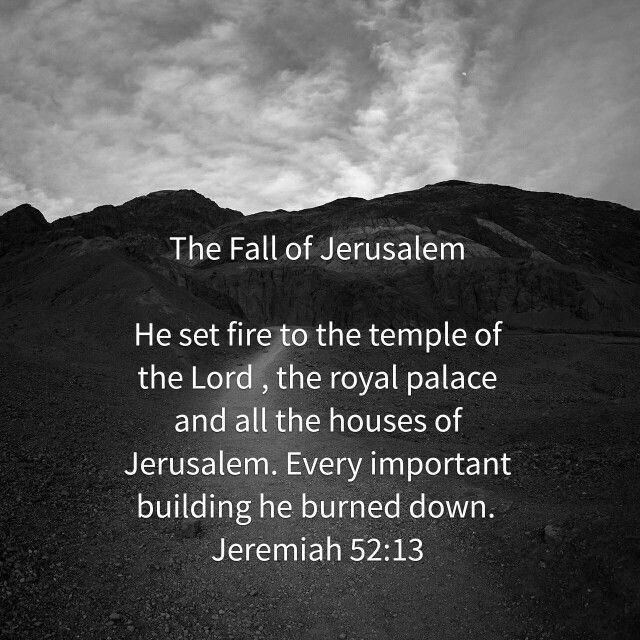 The Fall of Jerusalem
He set fire to the temple of
the Lord , the royal palace
and all the houses of
Jerusalem. Every important
building he burned down.
Jeremiah 52:13